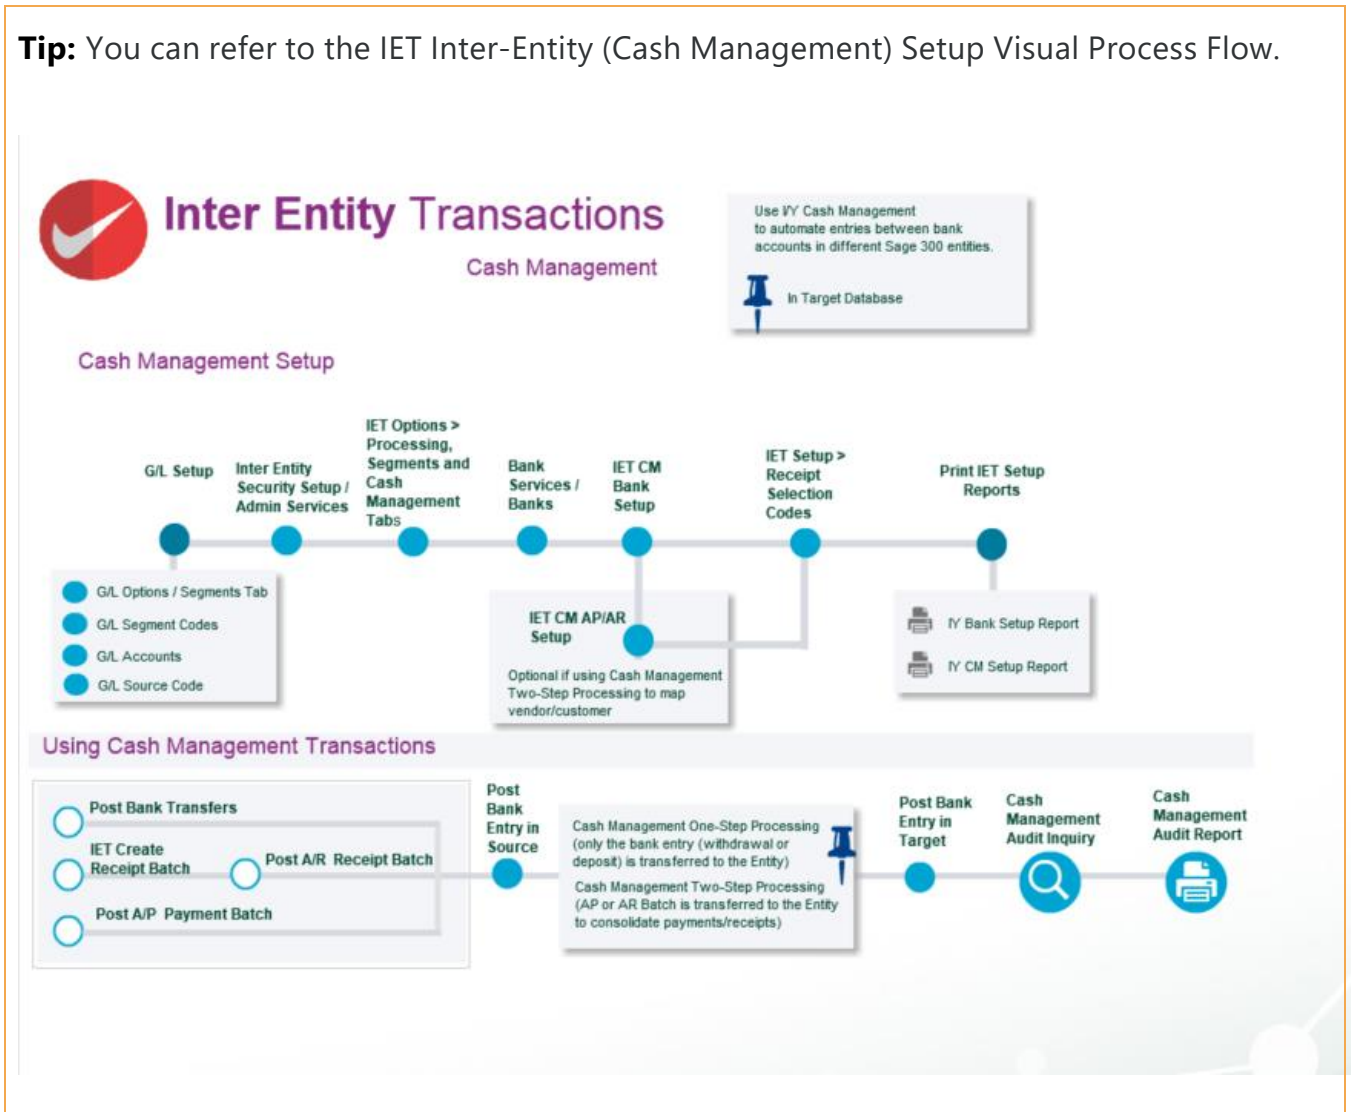 Tip: You can refer to the IET Inter-Entity (Cash Management) Setup Visual Process Flow.
Inter Entity Transactions
Cash Management
Use I/Y Cash Management
to automate entries between bank
accounts in different Sage 300 entities.
In Target Database
Cash Management Setup
G/L Setup
Inter Entity
Security Setup /
Admin Services
IET Options >
Processing,
Segments and
Cash
Management
Tabs
Bank
Services /
Banks
IET CM
Bank
Setup
IET Setup >
Receipt
Selection
Codes
Print IET Setup
Reports
G/L Options / Segments Tab
G/L Segment Codes
G/L Accounts
G/L Source Code
IET CM AP/AR
Setup
Optional if using Cash Management
Two-Step Processing to map
vendor/customer
IY Bank Setup Report
IY CM Setup Report
Using Cash Management Transactions
Post Bank Transfers
IET Create
Receipt Batch
Post A/R Receipt Batch
Post A/P Payment Batch
Post
Bank
Entry in
Source
Cash Management One-Step Processing
(only the bank entry (withdrawal or
deposit) is transferred to the Entity)
Cash Management Two-Step Processing
(AP or AR Batch is transferred to the Entity
to consolidate payments/receipts)
Post Bank
Entry in
Target
Cash
Management
Audit Inquiry
Cash
Management
Audit Report